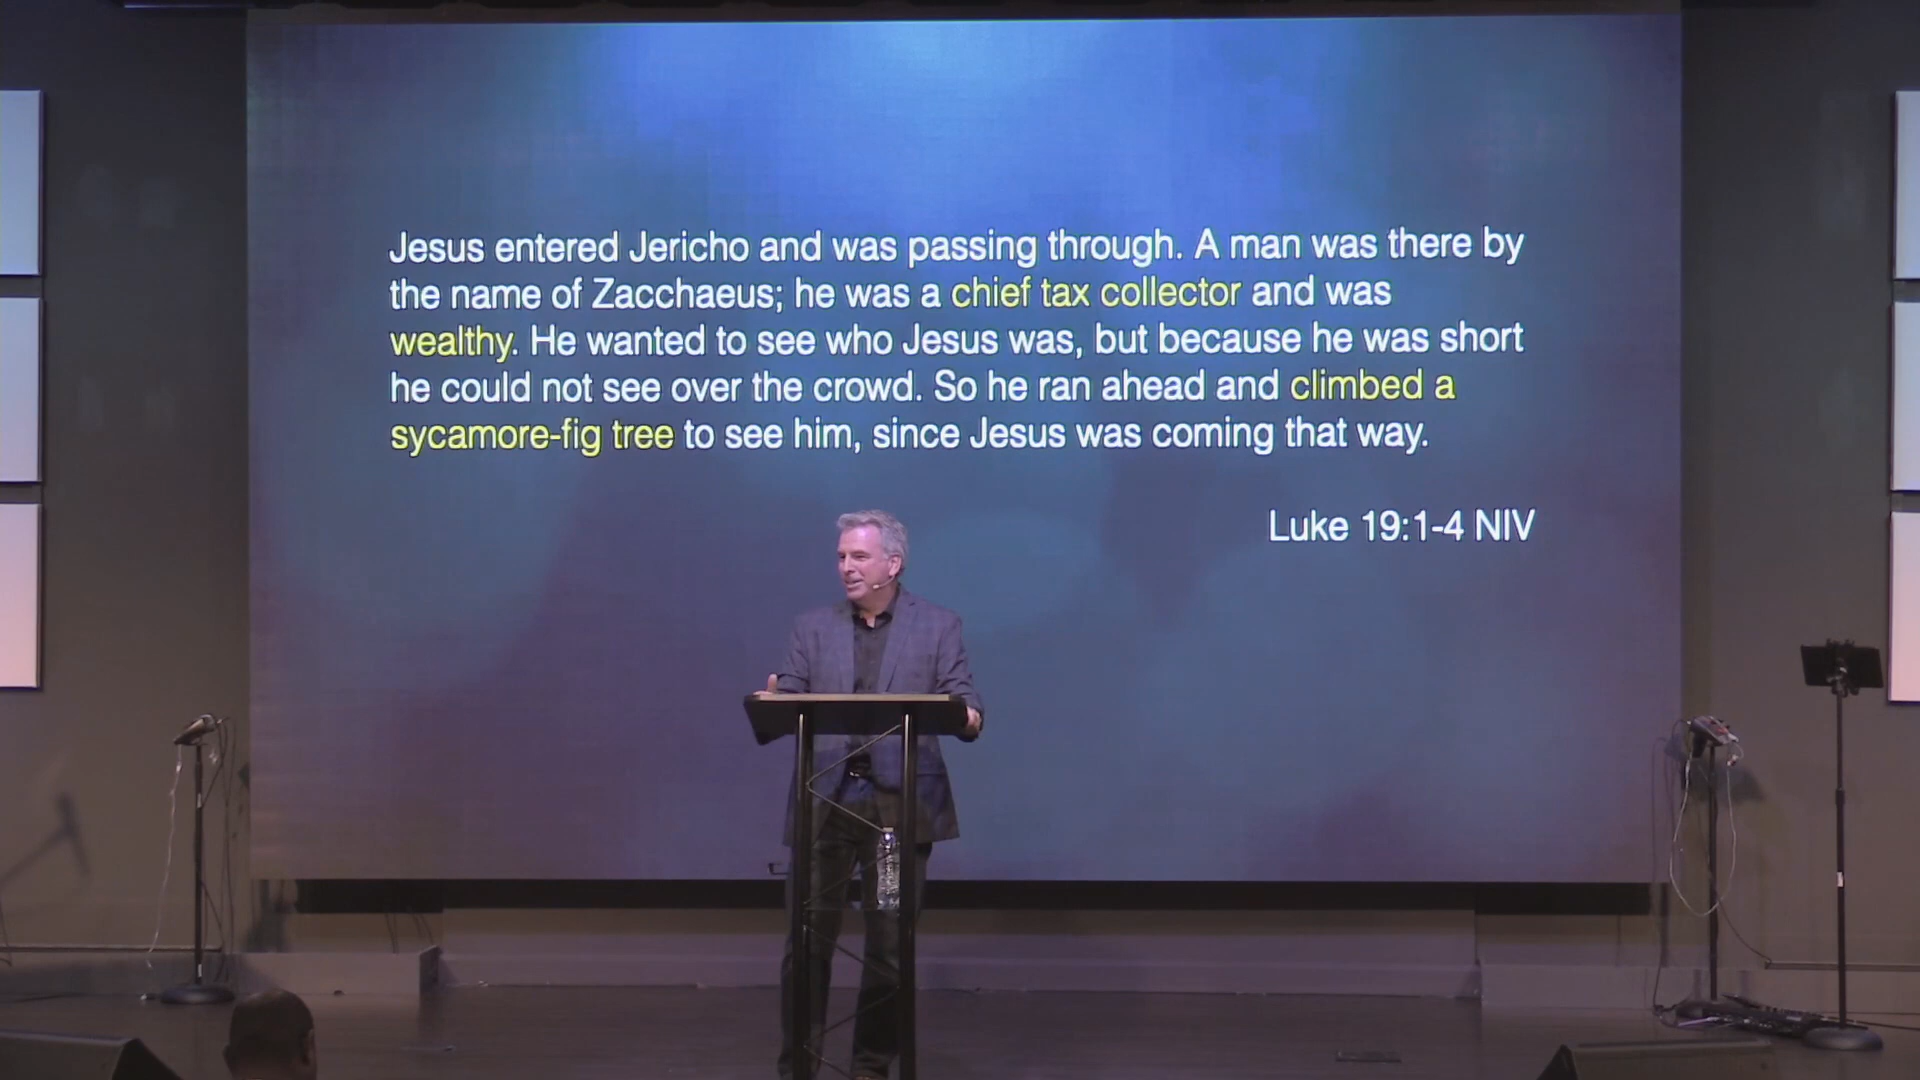 Jesus entered Jericho and was passing through. A man was there by
the name of Zacchaeus; he was a chief tax collector and was
wealthy. He wanted to see who Jesus was, but because he was short
he could not see over the crowd. So he ran ahead and climbed a
sycamore-fig tree to see him, since Jesus was coming that way.
Luke 19:1-4 NIV